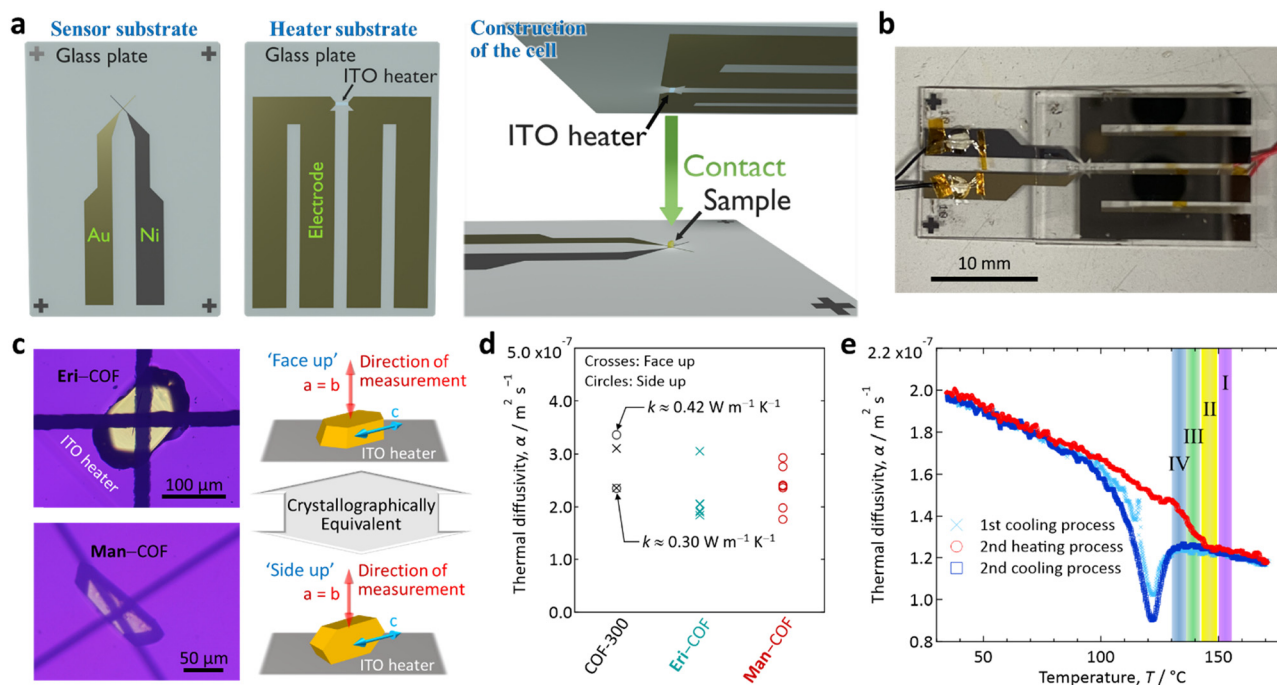 a
Sensor substrate
Glass plate
Au
Ni
Heater substrate
Glass plate
ITO heater
Electrode
Construction
of the cell
ITO heater
Contact
Sample
b
10 mm
c
Eri–COF
ITO heater
100 µm
Man–COF
50 µm
'Face up'
Direction of
measurement
a = b
c
ITO heater
Crystallographically
Equivalent
'Side up'
Direction of
measurement
a = b
c
ITO heater
d
5.0 x10⁻⁷
Crosses: Face up
Circles: Side up
k ≈ 0.42 W m⁻¹ K⁻¹
4.0
3.0
2.0
k ≈ 0.30 W m⁻¹ K⁻¹
1.0
0.0
Thermal diffusivity, α / m² s⁻¹
COF-300
Eri–COF
Man–COF
e
2.2 x10⁻⁷
2.0
1.8
1.6
1.4
1.2
1.0
0.8
Thermal diffusivity, α / m² s⁻¹
I
II
III
IV
1st cooling process
2nd heating process
2nd cooling process
50
100
150
Temperature, T / °C